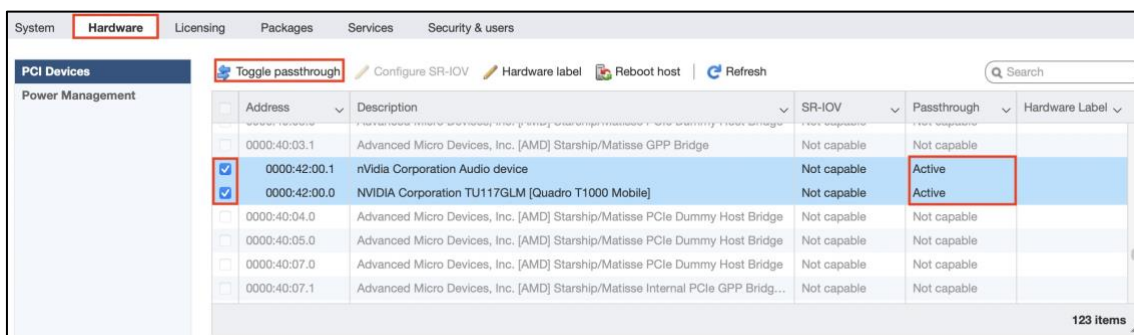 System Hardware Licensing Packages Services Security & users
PCI Devices
Power Management
Toggle passthrough Configure SR-IOV Hardware label Reboot host Refresh Search
Address Description SR-IOV Passthrough Hardware Label
0000:40:03.1 Advanced Micro Devices, Inc. [AMD] Starship/Matisse GPP Bridge Not capable Not capable
0000:42:00.1 nVidia Corporation Audio device Not capable Active
0000:42:00.0 NVIDIA Corporation TU117GLM [Quadro T1000 Mobile] Not capable Active
0000:40:04.0 Advanced Micro Devices, Inc. [AMD] Starship/Matisse PCIe Dummy Host Bridge Not capable Not capable
0000:40:05.0 Advanced Micro Devices, Inc. [AMD] Starship/Matisse PCIe Dummy Host Bridge Not capable Not capable
0000:40:07.0 Advanced Micro Devices, Inc. [AMD] Starship/Matisse PCIe Dummy Host Bridge Not capable Not capable
0000:40:07.1 Advanced Micro Devices, Inc. [AMD] Starship/Matisse Internal PCIe GPP Bridg... Not capable Not capable
123 items